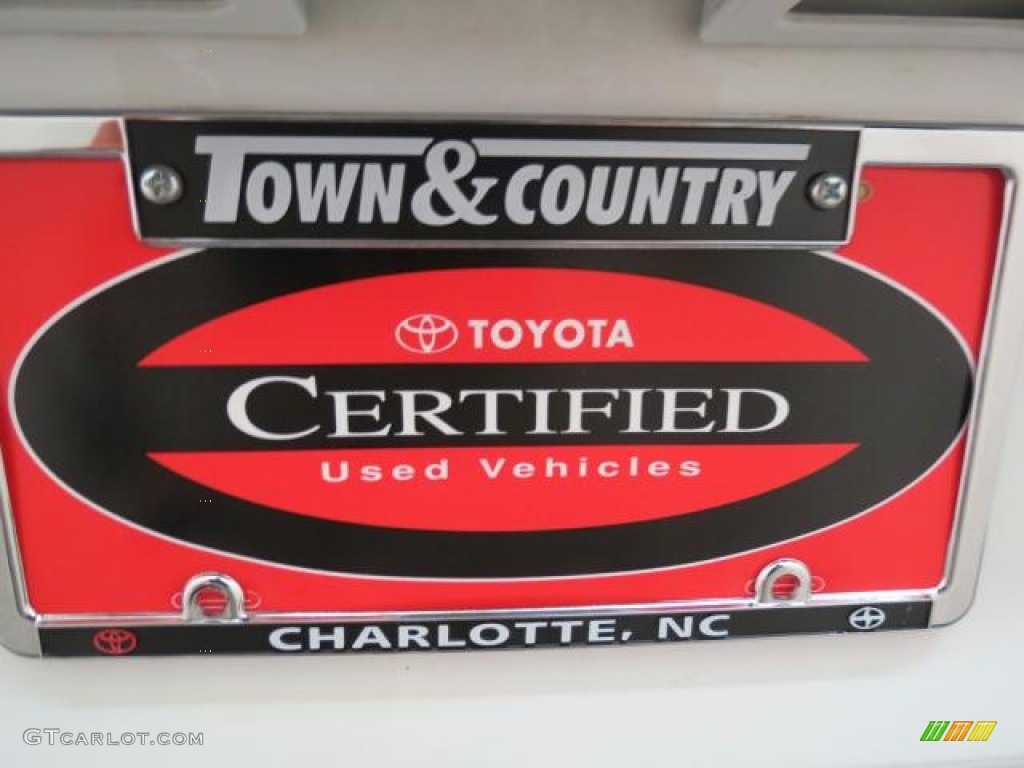 TOWN & COUNTRY
TOYOTA
CERTIFIED
Used Vehicles
CHARLOTTE, NC
GTCARLOT.COM